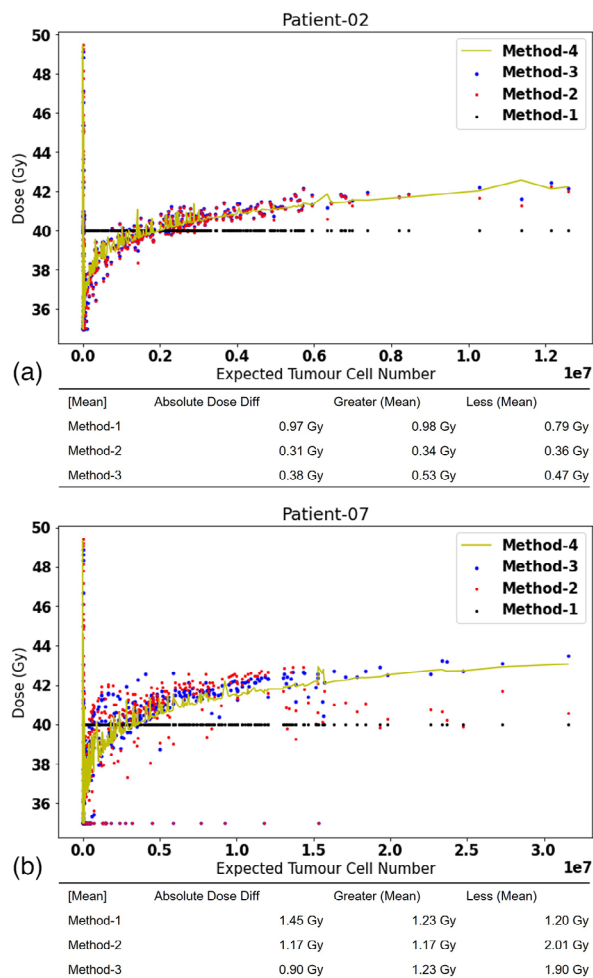 Patient-02
50
48
46
44
42
40
38
36
Dose (Gy)
Method-4
Method-3
Method-2
Method-1
0.0 0.2 0.4 0.6 0.8 1.0 1.2
Expected Tumour Cell Number 1e7
(a)
[Mean] Absolute Dose Diff Greater (Mean) Less (Mean)
Method-1 0.97 Gy 0.98 Gy 0.79 Gy
Method-2 0.31 Gy 0.34 Gy 0.36 Gy
Method-3 0.38 Gy 0.53 Gy 0.47 Gy
Patient-07
50
48
46
44
42
40
38
36
Dose (Gy)
Method-4
Method-3
Method-2
Method-1
0.0 0.5 1.0 1.5 2.0 2.5 3.0
Expected Tumour Cell Number 1e7
(b)
[Mean] Absolute Dose Diff Greater (Mean) Less (Mean)
Method-1 1.45 Gy 1.23 Gy 1.20 Gy
Method-2 1.17 Gy 1.17 Gy 2.01 Gy
Method-3 0.90 Gy 1.23 Gy 1.90 Gy